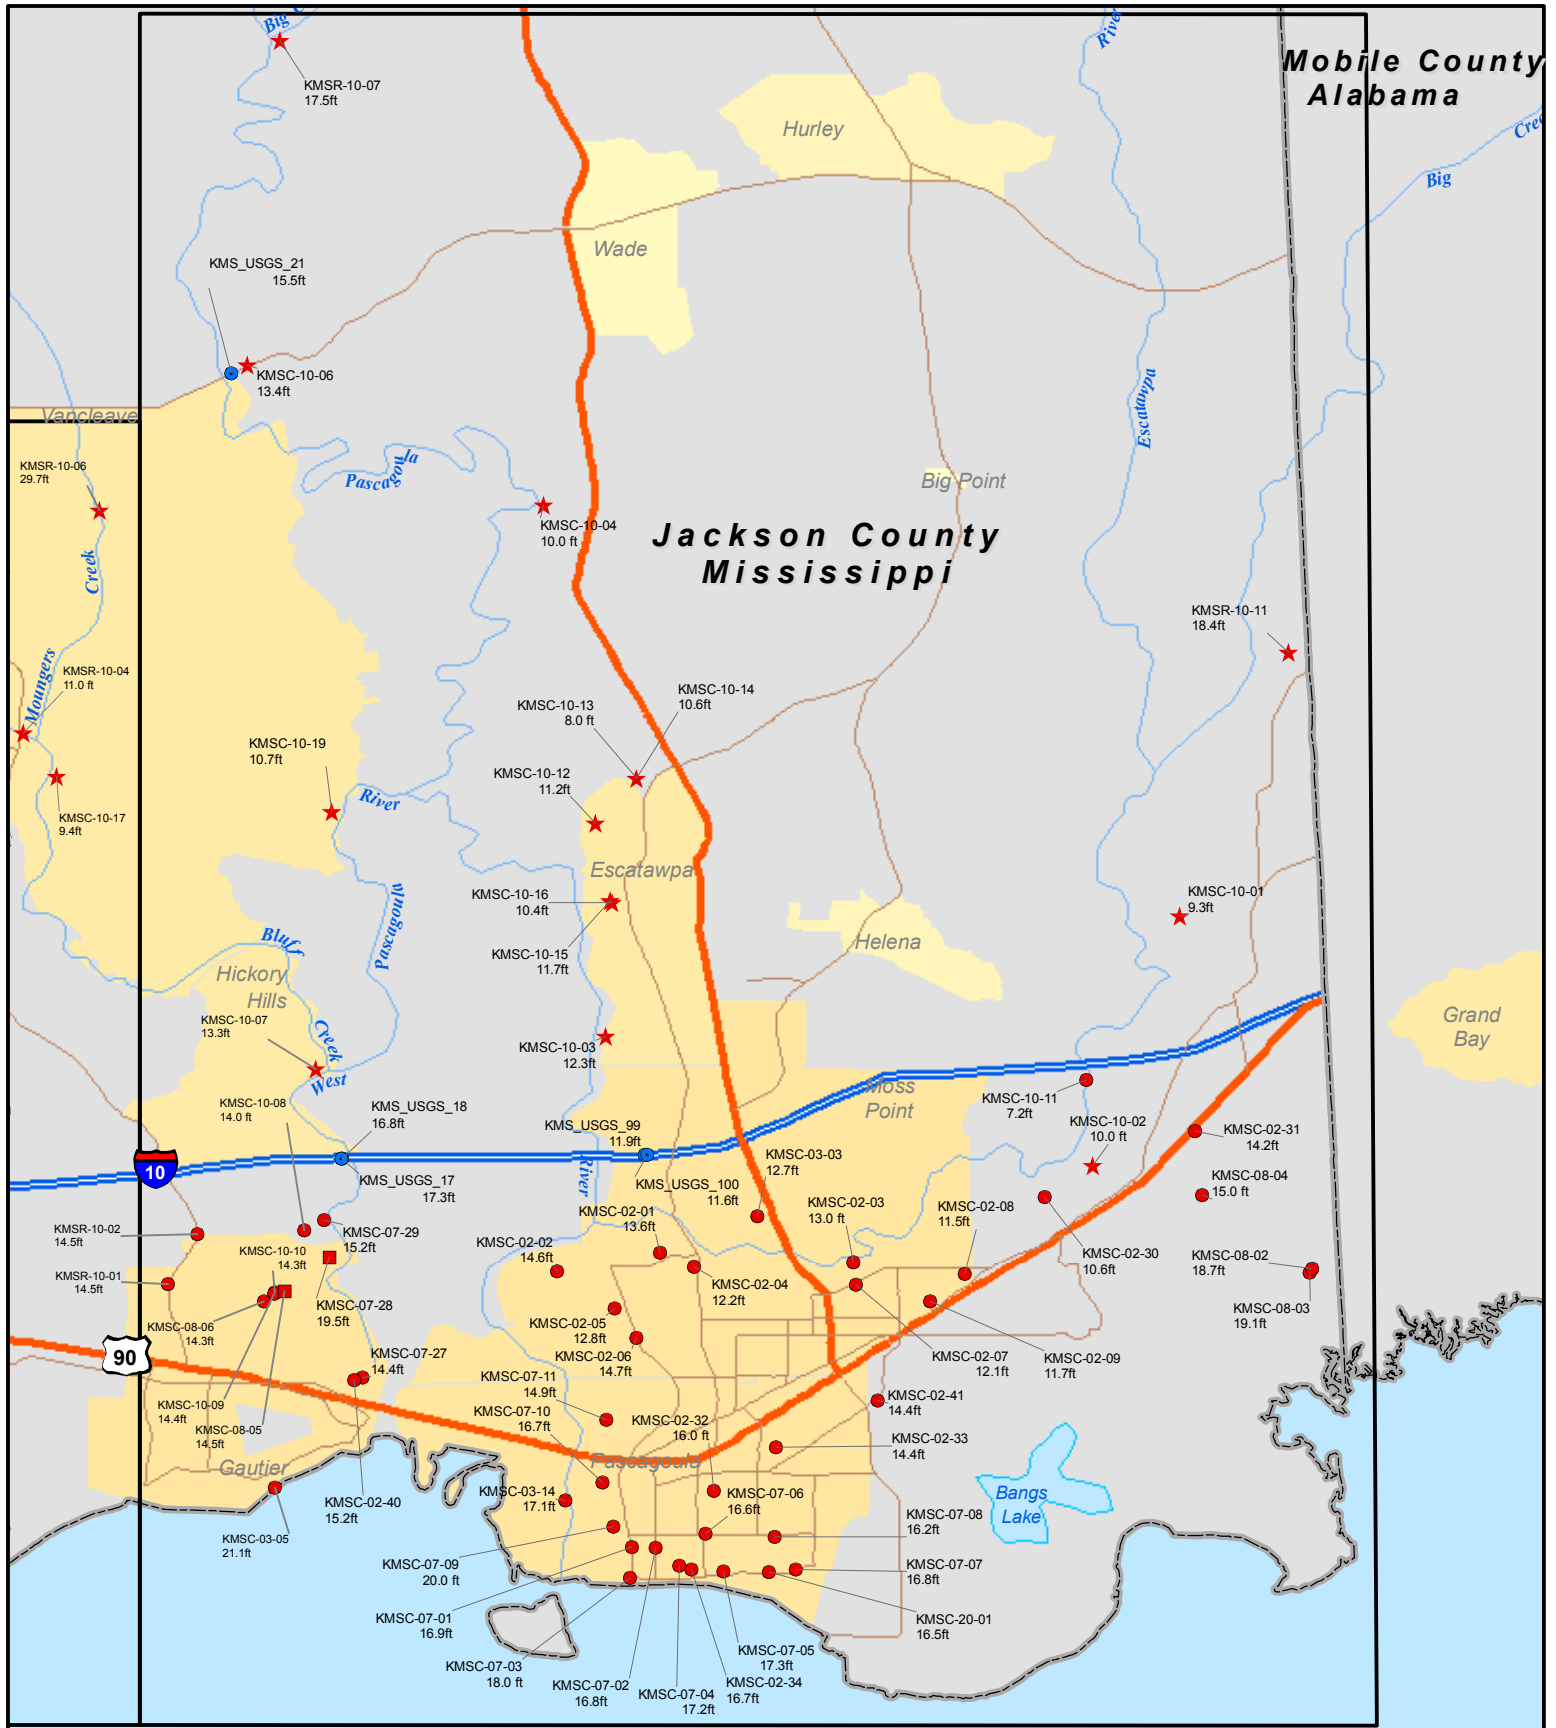 Big
KMSR-10-07
17.5ft
River
Mobile County
Alabama
Hurley
Big
Wade
KMS_USGS_21
15.5ft
KMSC-10-06
13.4ft
Vancleave
Escatawpa
KMSR-10-06
29.7ft
Pascagoula
Big Point
KMSC-10-04
10.0 ft
Jackson County
Mississippi
Creek
KMSR-10-11
18.4ft
Moungers
KMSR-10-04
11.0 ft
KMSC-10-14
10.6ft
KMSC-10-13
8.0 ft
KMSC-10-19
10.7ft
KMSC-10-12
11.2ft
River
KMSC-10-17
9.4ft
Escatawpa
KMSC-10-16
10.4ft
KMSC-10-01
9.3ft
Pascagoula
Bluff
Helena
KMSC-10-15
11.7ft
Hickory
Hills
Grand
Bay
KMSC-10-07
13.3ft
Creek
KMSC-10-03
12.3ft
West
Moss
Point
KMSC-10-11
7.2ft
KMSC-10-08
14.0 ft
KMS_USGS_18
16.8ft
KMS_USGS_99
11.9ft
KMSC-10-02
10.0 ft
KMSC-02-31
14.2ft
10
KMSC-03-03
12.7ft
KMS_USGS_17
17.3ft
River
KMS_USGS_100
11.6ft
KMSC-08-04
15.0 ft
KMSC-02-03
13.0 ft
KMSC-02-08
11.5ft
KMSC-02-01
13.6ft
KMSR-10-02
14.5ft
KMSC-07-29
15.2ft
KMSC-10-10
14.3ft
KMSC-02-02
14.6ft
KMSC-02-30
10.6ft
KMSC-08-02
18.7ft
KMSR-10-01
14.5ft
KMSC-02-04
12.2ft
KMSC-07-28
19.5ft
KMSC-08-03
19.1ft
KMSC-08-06
14.3ft
KMSC-02-05
12.8ft
90
KMSC-07-27
14.4ft
KMSC-02-06
14.7ft
KMSC-02-07
12.1ft
KMSC-02-09
11.7ft
KMSC-07-11
14.9ft
KMSC-10-09
14.4ft
KMSC-07-10
16.7ft
KMSC-02-32
16.0 ft
KMSC-02-41
14.4ft
KMSC-08-05
14.5ft
KMSC-02-33
14.4ft
Gautier
Pascagoula
KMSC-03-14
17.1ft
KMSC-07-06
16.6ft
Bangs
Lake
KMSC-02-40
15.2ft
KMSC-07-08
16.2ft
KMSC-03-05
21.1ft
KMSC-07-09
20.0 ft
KMSC-07-07
16.8ft
KMSC-07-01
16.9ft
KMSC-20-01
16.5ft
KMSC-07-05
17.3ft
KMSC-07-03
18.0 ft
KMSC-07-02
16.8ft
KMSC-07-04
17.2ft
KMSC-02-34
16.7ft